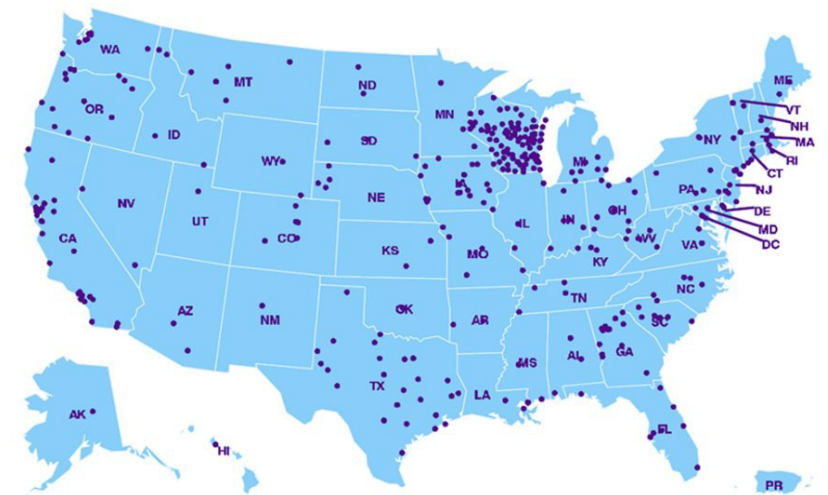 WA
MT
ND
MN
ME
VT
NH
MA
RI
CT
NY
OR
ID
SD
WY
MI
IA
NE
PA
NJ
DE
MD
DC
NV
UT
CO
CA
KS
MO
IL
IN
OH
WV
VA
KY
NC
TN
SC
AZ
NM
OK
AR
MS
AL
GA
TX
LA
FL
AK
HI
PR